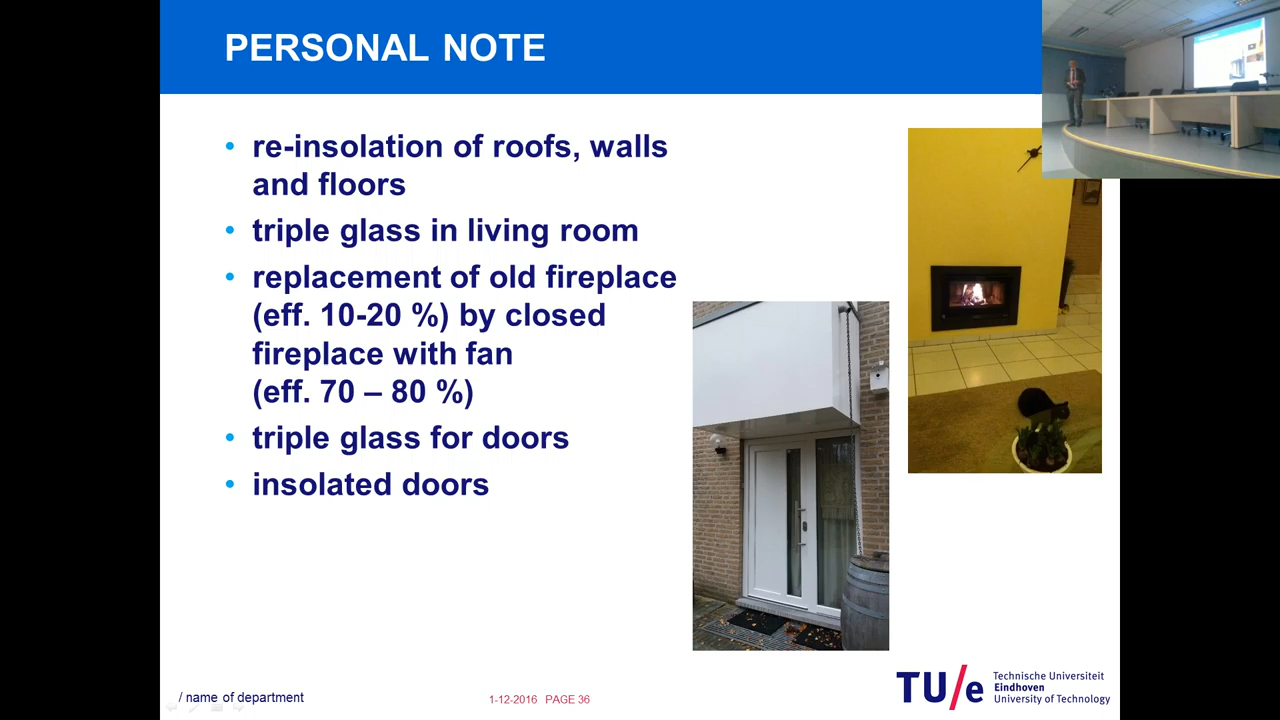 PERSONAL NOTE
• re-insolation of roofs, walls
and floors
• triple glass in living room
• replacement of old fireplace
(eff. 10-20 %) by closed
fireplace with fan
(eff. 70 – 80 %)
• triple glass for doors
• insolated doors
/ name of department
1-12-2016 PAGE 36
TU/e
Technische Universiteit
Eindhoven
University of Technology